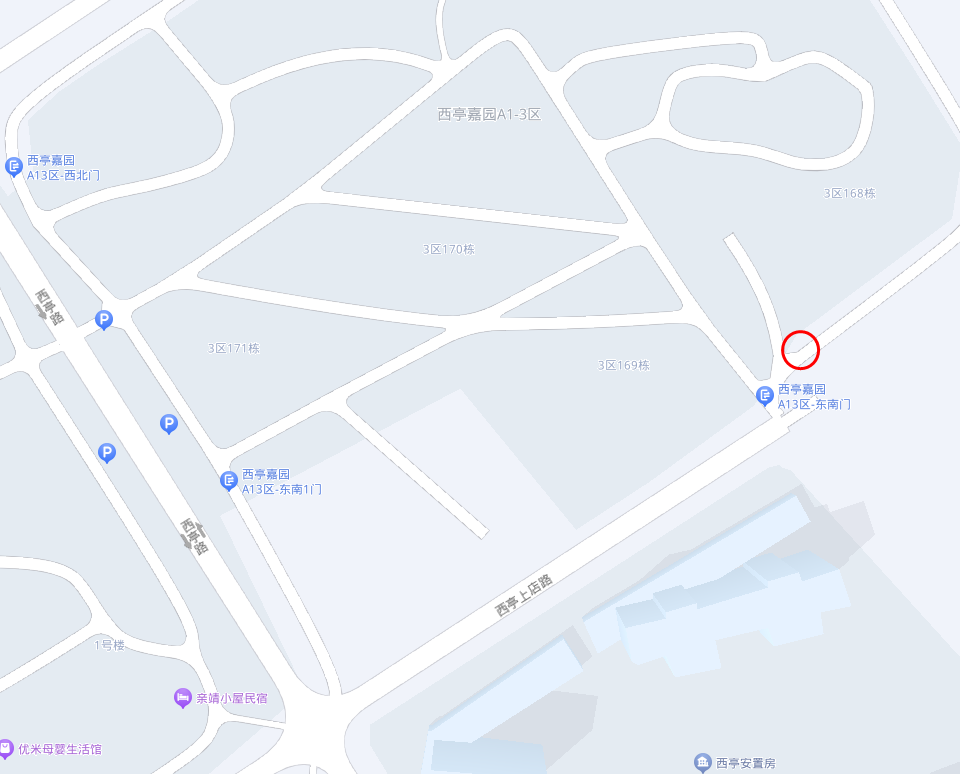 西亭嘉园A1-3区
西亭嘉园
A13区-西北门
3区168栋
3区170栋
西亭路
P
3区171栋
3区169栋
西亭嘉园
A13区-东南门
P
P
西亭嘉园
A13区-东南1门
西亭路
西亭上店路
1号楼
亲靖小屋民宿
优米母婴生活馆
西亭安置房